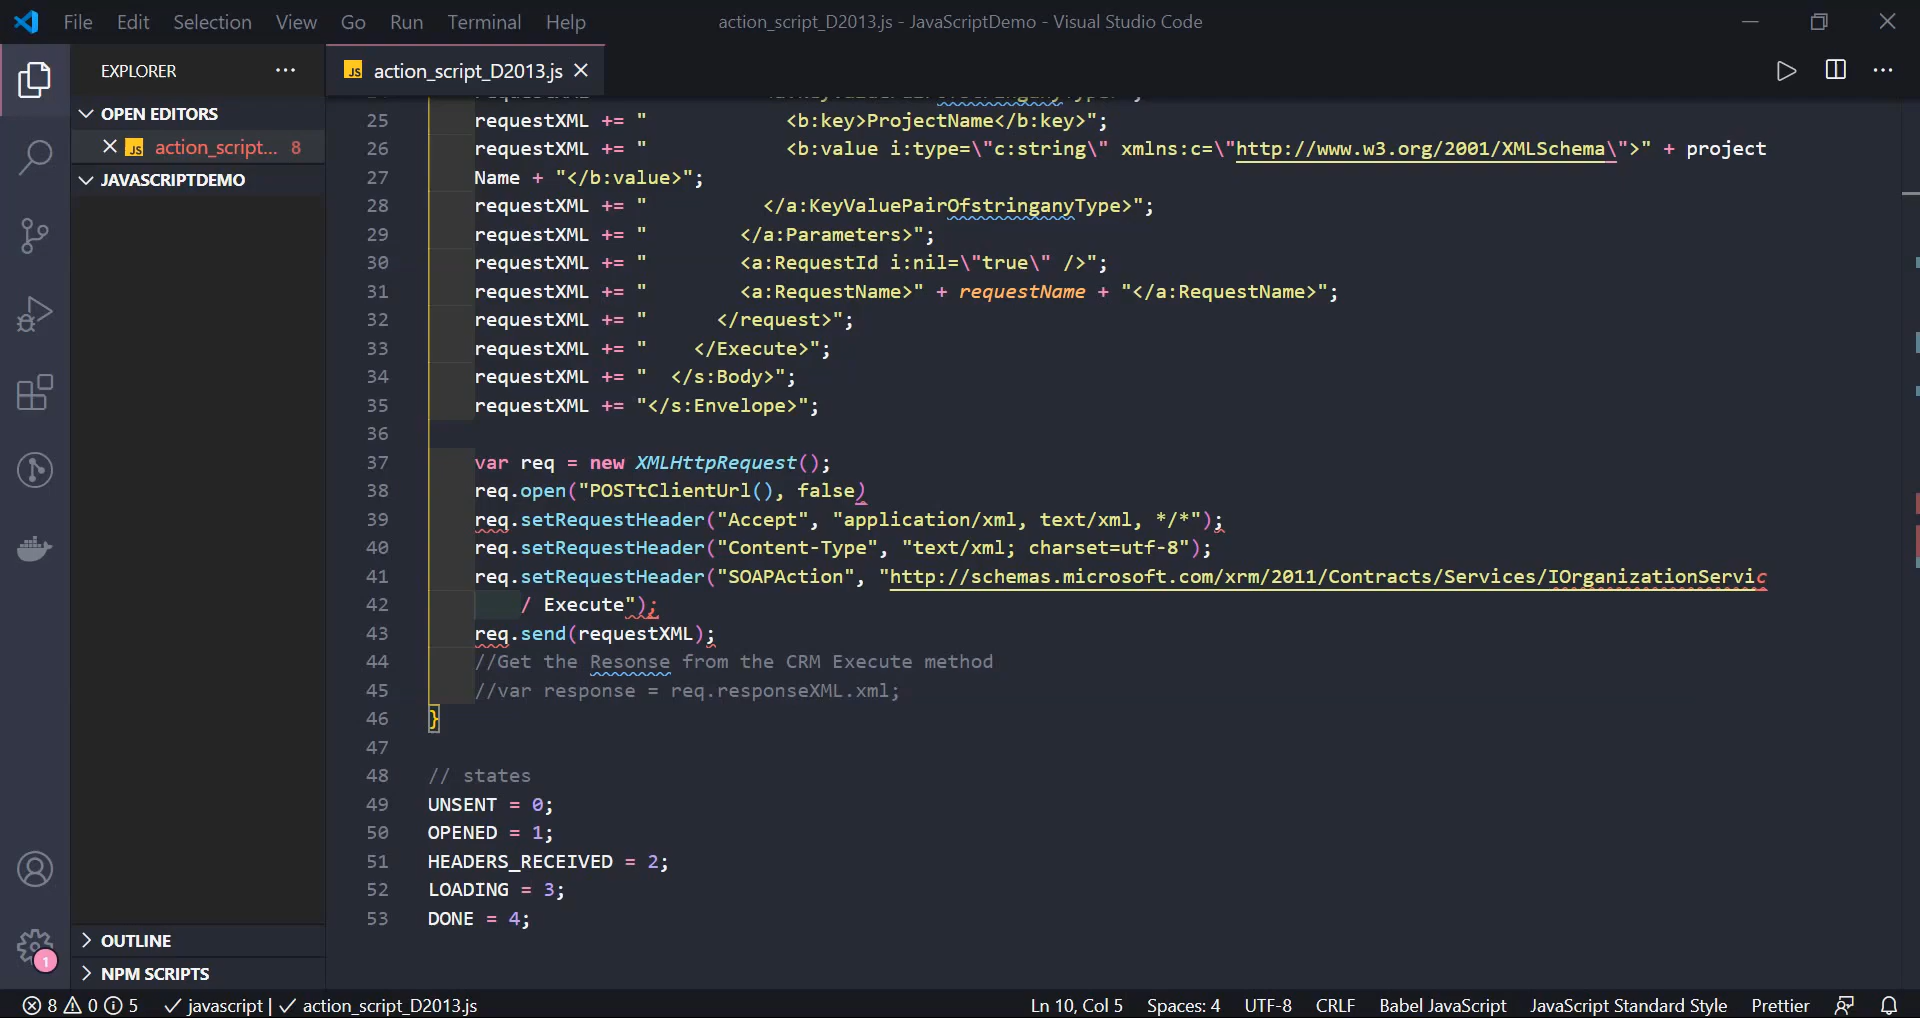 File Edit Selection View Go Run Terminal Help
action_script_D2013.js - JavaScriptDemo - Visual Studio Code
EXPLORER
OPEN EDITORS
action_script... 8
JAVASCRIPTDEMO
OUTLINE
NPM SCRIPTS
1
JS action_script_D2013.js
25 requestXML += "            <b:key>ProjectName</b:key>";
26 requestXML += "            <b:value i:type=\"c:string\" xmlns:c=\"http://www.w3.org/2001/XMLSchema\">" + project
27 Name + "</b:value>";
28 requestXML += "          </a:KeyValuePairOfstringanyType>";
29 requestXML += "        </a:Parameters>";
30 requestXML += "        <a:RequestId i:nil=\"true\" />";
31 requestXML += "        <a:RequestName>" + requestName + "</a:RequestName>";
32 requestXML += "      </request>";
33 requestXML += "    </Execute>";
34 requestXML += "  </s:Body>";
35 requestXML += "</s:Envelope>";
36
37 var req = new XMLHttpRequest();
38 req.open("POSTtClientUrl(), false)
39 req.setRequestHeader("Accept", "application/xml, text/xml, */*");
40 req.setRequestHeader("Content-Type", "text/xml; charset=utf-8");
41 req.setRequestHeader("SOAPAction", "http://schemas.microsoft.com/xrm/2011/Contracts/Services/IOrganizationServic
42 / Execute");
43 req.send(requestXML);
44 //Get the Resonse from the CRM Execute method
45 //var response = req.responseXML.xml;
46 }
47
48 // states
49 UNSENT = 0;
50 OPENED = 1;
51 HEADERS_RECEIVED = 2;
52 LOADING = 3;
53 DONE = 4;
8 0 5 javascript | action_script_D2013.js
Ln 10, Col 5 Spaces: 4 UTF-8 CRLF Babel JavaScript JavaScript Standard Style Prettier